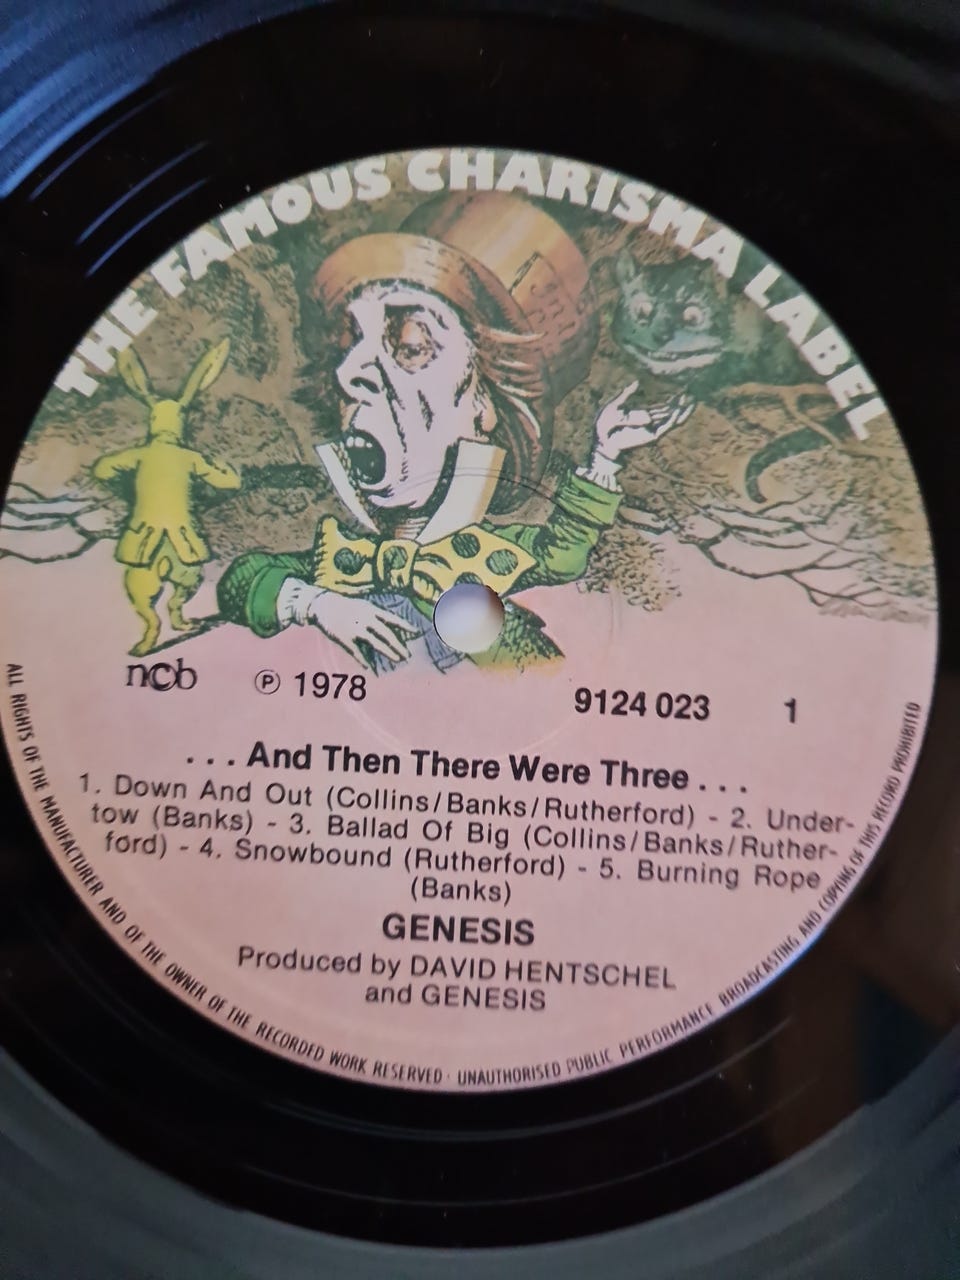 THE FAMOUS CHARISMA LABEL
ncb ℗ 1978 9124 023 1
. . . And Then There Were Three . . .
1. Down And Out (Collins/Banks/Rutherford) - 2. Under-
tow (Banks) - 3. Ballad Of Big (Collins/Banks/Ruther-
ford) - 4. Snowbound (Rutherford) - 5. Burning Rope
(Banks)
GENESIS
Produced by DAVID HENTSCHEL
and GENESIS
ALL RIGHTS OF THE MANUFACTURER AND OF THE OWNER OF THE RECORDED WORK RESERVED · UNAUTHORISED PUBLIC PERFORMANCE BROADCASTING AND COPYING OF THIS RECORD PROHIBITED